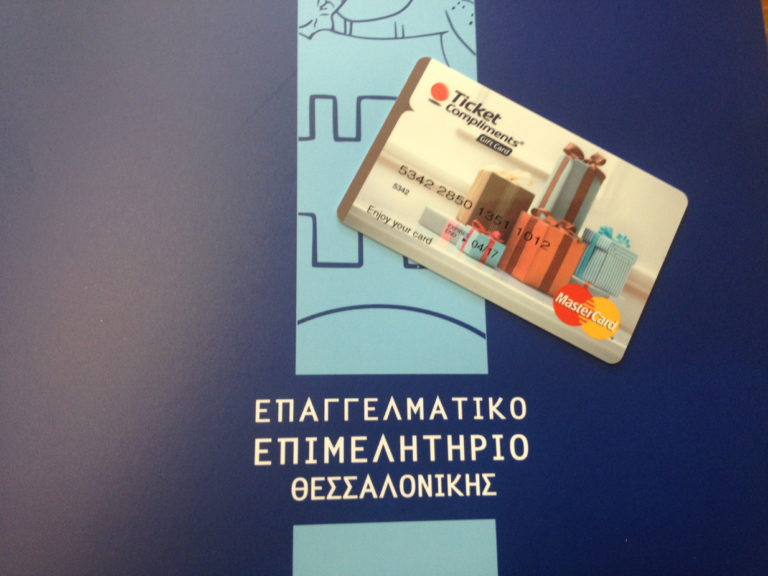 Ticket
Compliments®
Gift Card
5342 2850 1351 1012
5342
Enjoy your card
04/17
MasterCard
ΕΠΑΓΓΕΛΜΑΤΙΚΟ
ΕΠΙΜΕΛΗΤΗΡΙΟ
ΘΕΣΣΑΛΟΝΙΚΗΣ